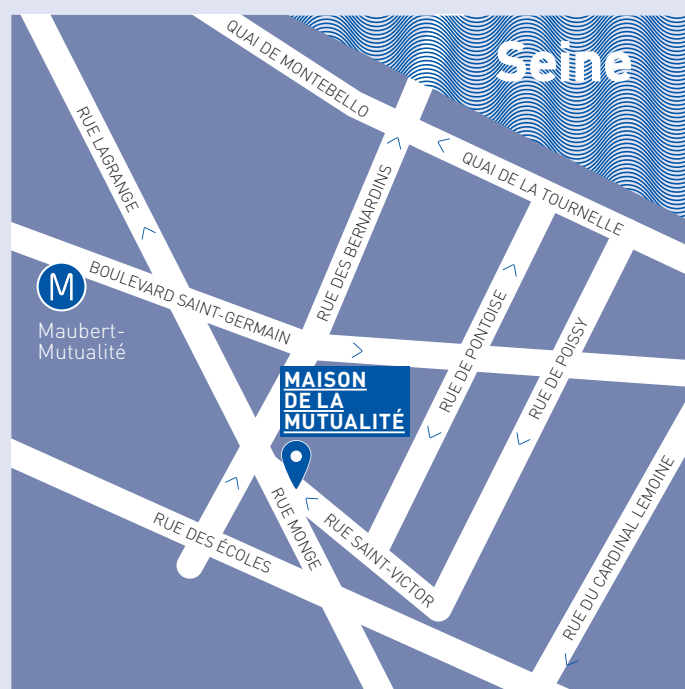 Seine
QUAI DE MONTEBELLO
QUAI DE LA TOURNELLE
RUE LAGRANGE
RUE DES BERNARDINS
BOULEVARD SAINT-GERMAIN
M
Maubert-
Mutualité
RUE DE PONTOISE
RUE DE POISSY
MAISON
DE LA
MUTUALITÉ
RUE MONGE
RUE SAINT-VICTOR
RUE DES ÉCOLES
RUE DU CARDINAL LEMOINE